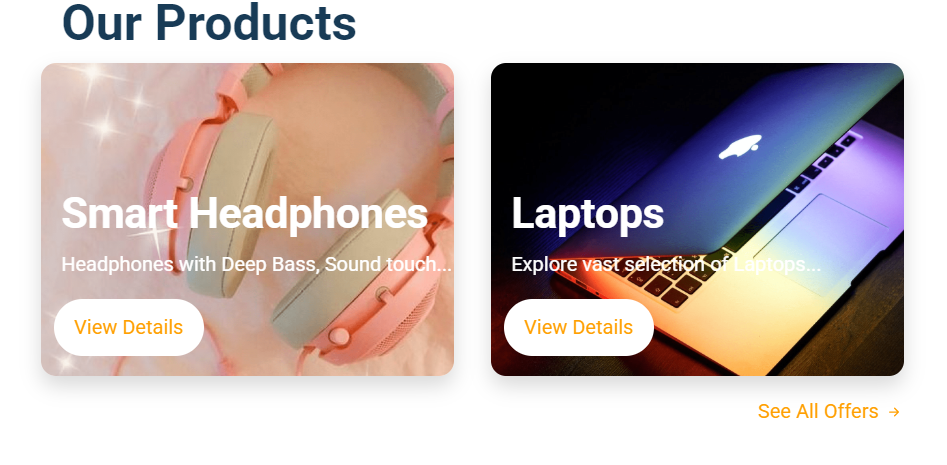 Our Products
Smart Headphones
Headphones with Deep Bass, Sound touch...
View Details
Laptops
Explore vast selection of Laptops...
View Details
See All Offers →